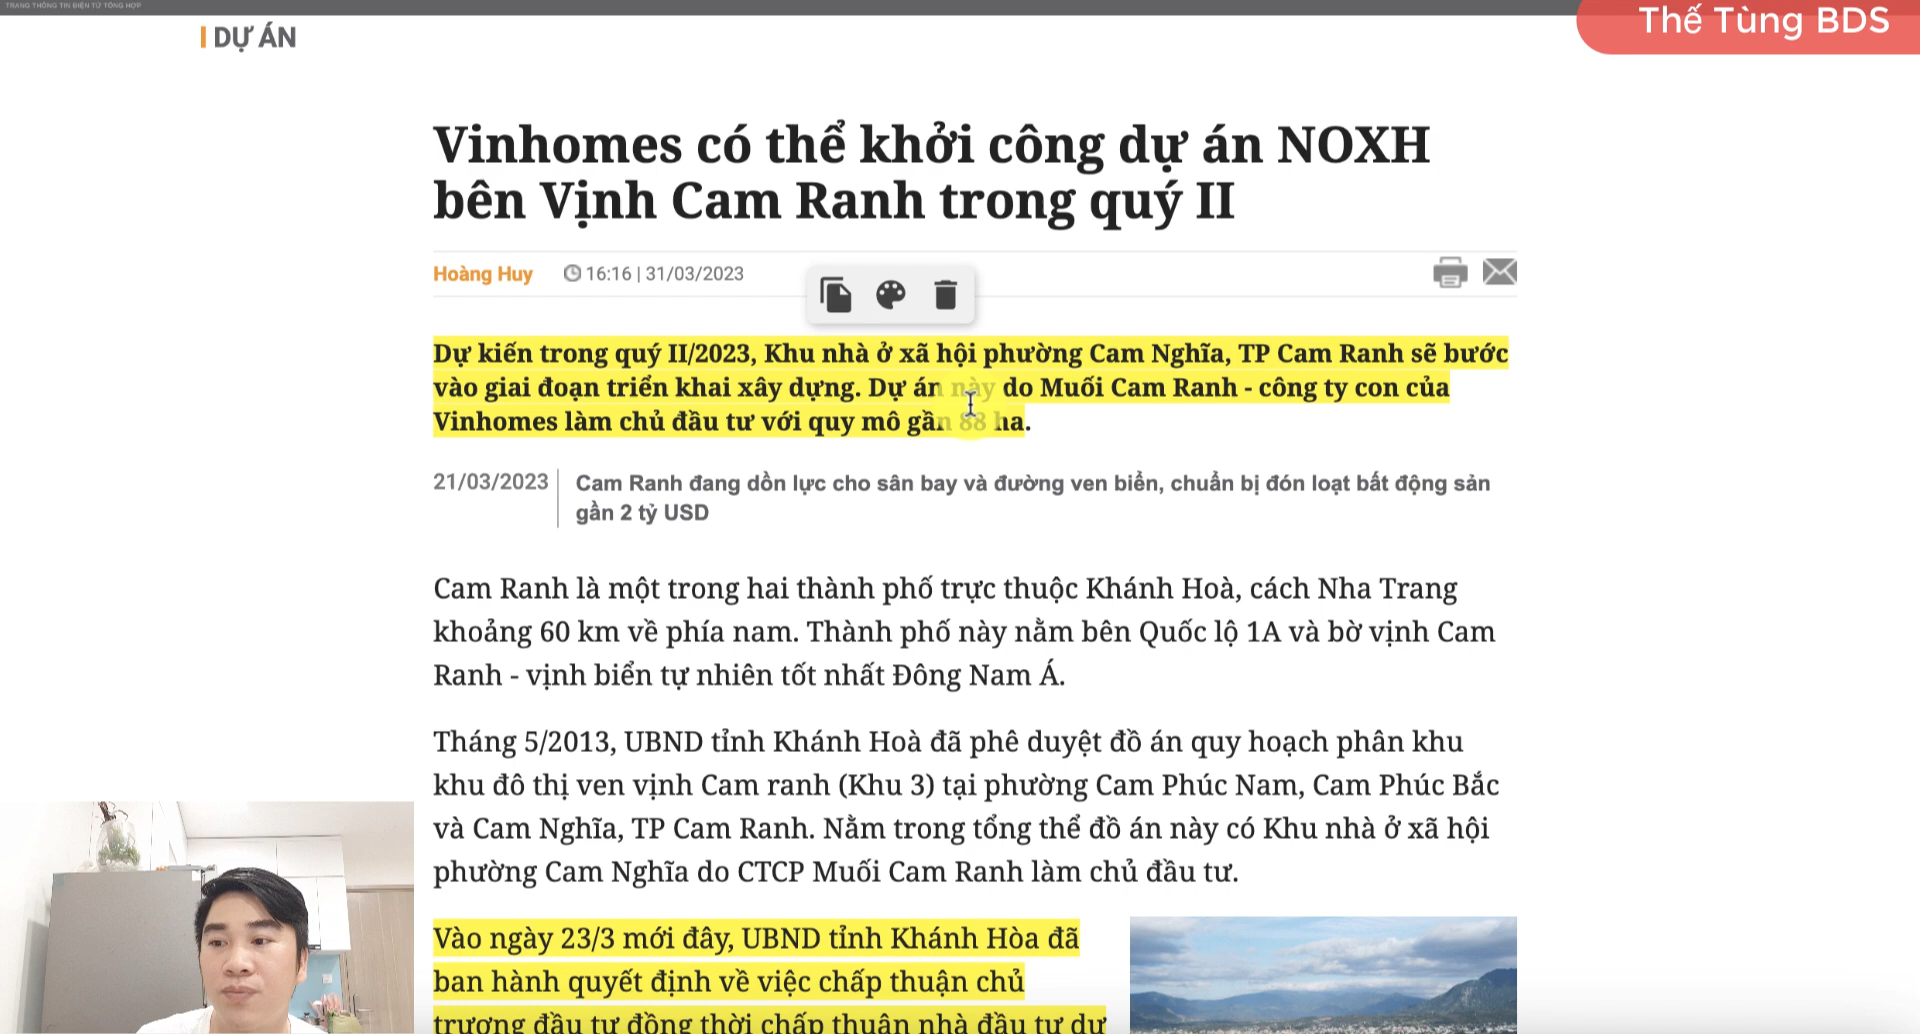 TRANG THÔNG TIN ĐIỆN TỬ TỔNG HỢP
Thế Tùng BDS
DỰ ÁN
Vinhomes có thể khởi công dự án NOXH
bên Vịnh Cam Ranh trong quý II
Hoàng Huy 16:16 | 31/03/2023
Dự kiến trong quý II/2023, Khu nhà ở xã hội phường Cam Nghĩa, TP Cam Ranh sẽ bước
vào giai đoạn triển khai xây dựng. Dự án này do Muối Cam Ranh - công ty con của
Vinhomes làm chủ đầu tư với quy mô gần 88 ha.
21/03/2023
Cam Ranh đang dồn lực cho sân bay và đường ven biển, chuẩn bị đón loạt bất động sản
gần 2 tỷ USD
Cam Ranh là một trong hai thành phố trực thuộc Khánh Hoà, cách Nha Trang
khoảng 60 km về phía nam. Thành phố này nằm bên Quốc lộ 1A và bờ vịnh Cam
Ranh - vịnh biển tự nhiên tốt nhất Đông Nam Á.
Tháng 5/2013, UBND tỉnh Khánh Hoà đã phê duyệt đồ án quy hoạch phân khu
khu đô thị ven vịnh Cam ranh (Khu 3) tại phường Cam Phúc Nam, Cam Phúc Bắc
và Cam Nghĩa, TP Cam Ranh. Nằm trong tổng thể đồ án này có Khu nhà ở xã hội
phường Cam Nghĩa do CTCP Muối Cam Ranh làm chủ đầu tư.
Vào ngày 23/3 mới đây, UBND tỉnh Khánh Hòa đã
ban hành quyết định về việc chấp thuận chủ
trương đầu tư đồng thời chấp thuận nhà đầu tư dự